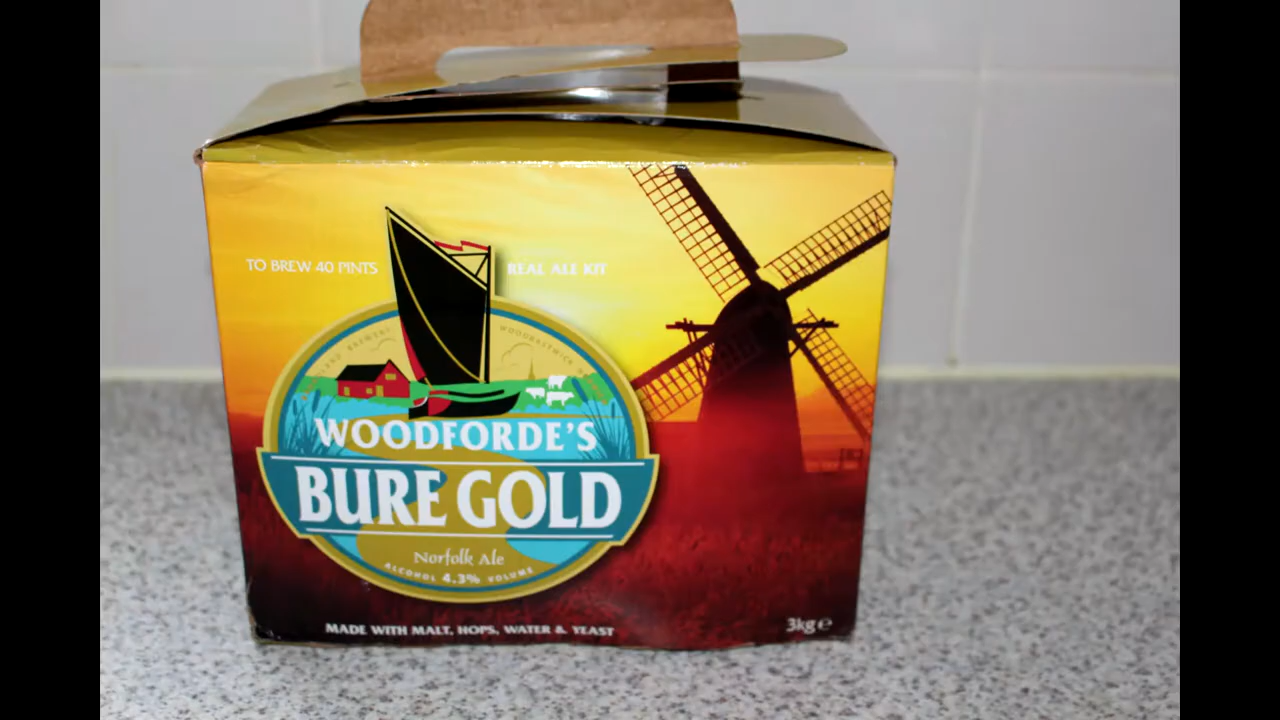 TO BREW 40 PINTS
REAL ALE KIT
WOODBASTWICK
WOODFORDE'S
BURE GOLD
Norfolk Ale
ALCOHOL 4.3% VOLUME
MADE WITH MALT, HOPS, WATER & YEAST
3kg ℮